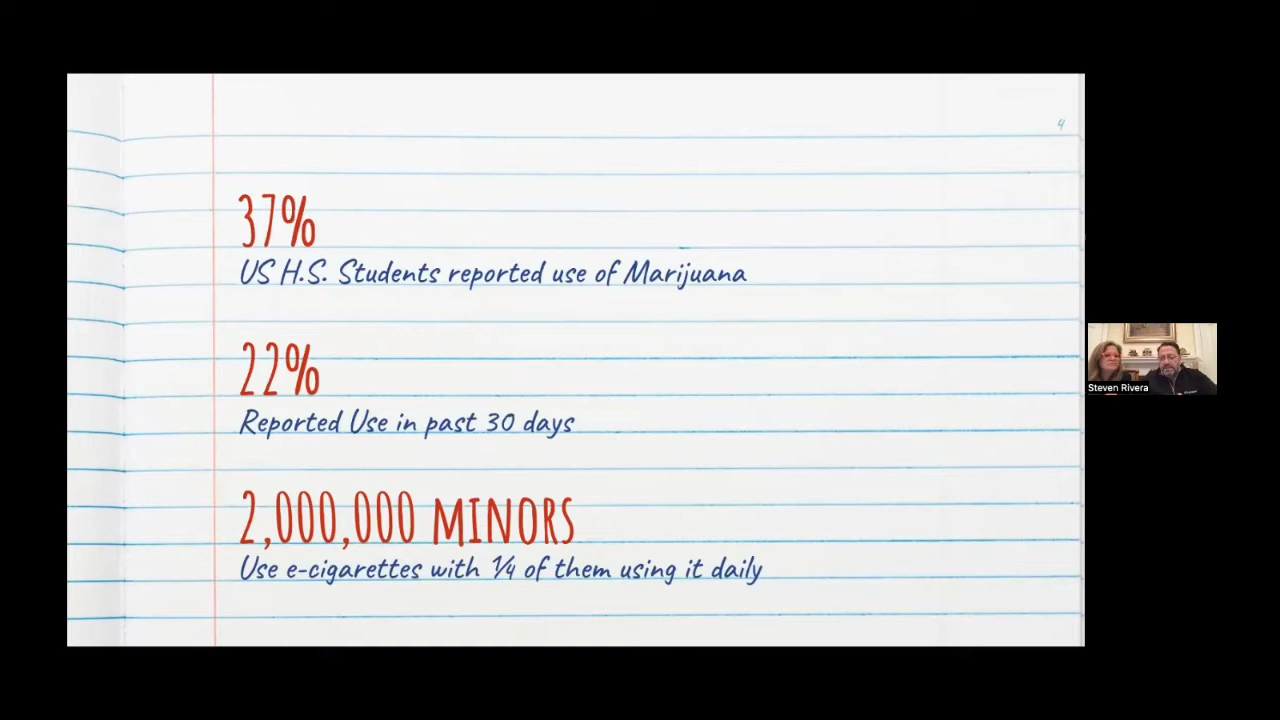 4
37%
US H.S. Students reported use of Marijuana
22%
Reported Use in past 30 days
2,000,000 MINORS
Use e-cigarettes with ¼ of them using it daily
Steven Rivera